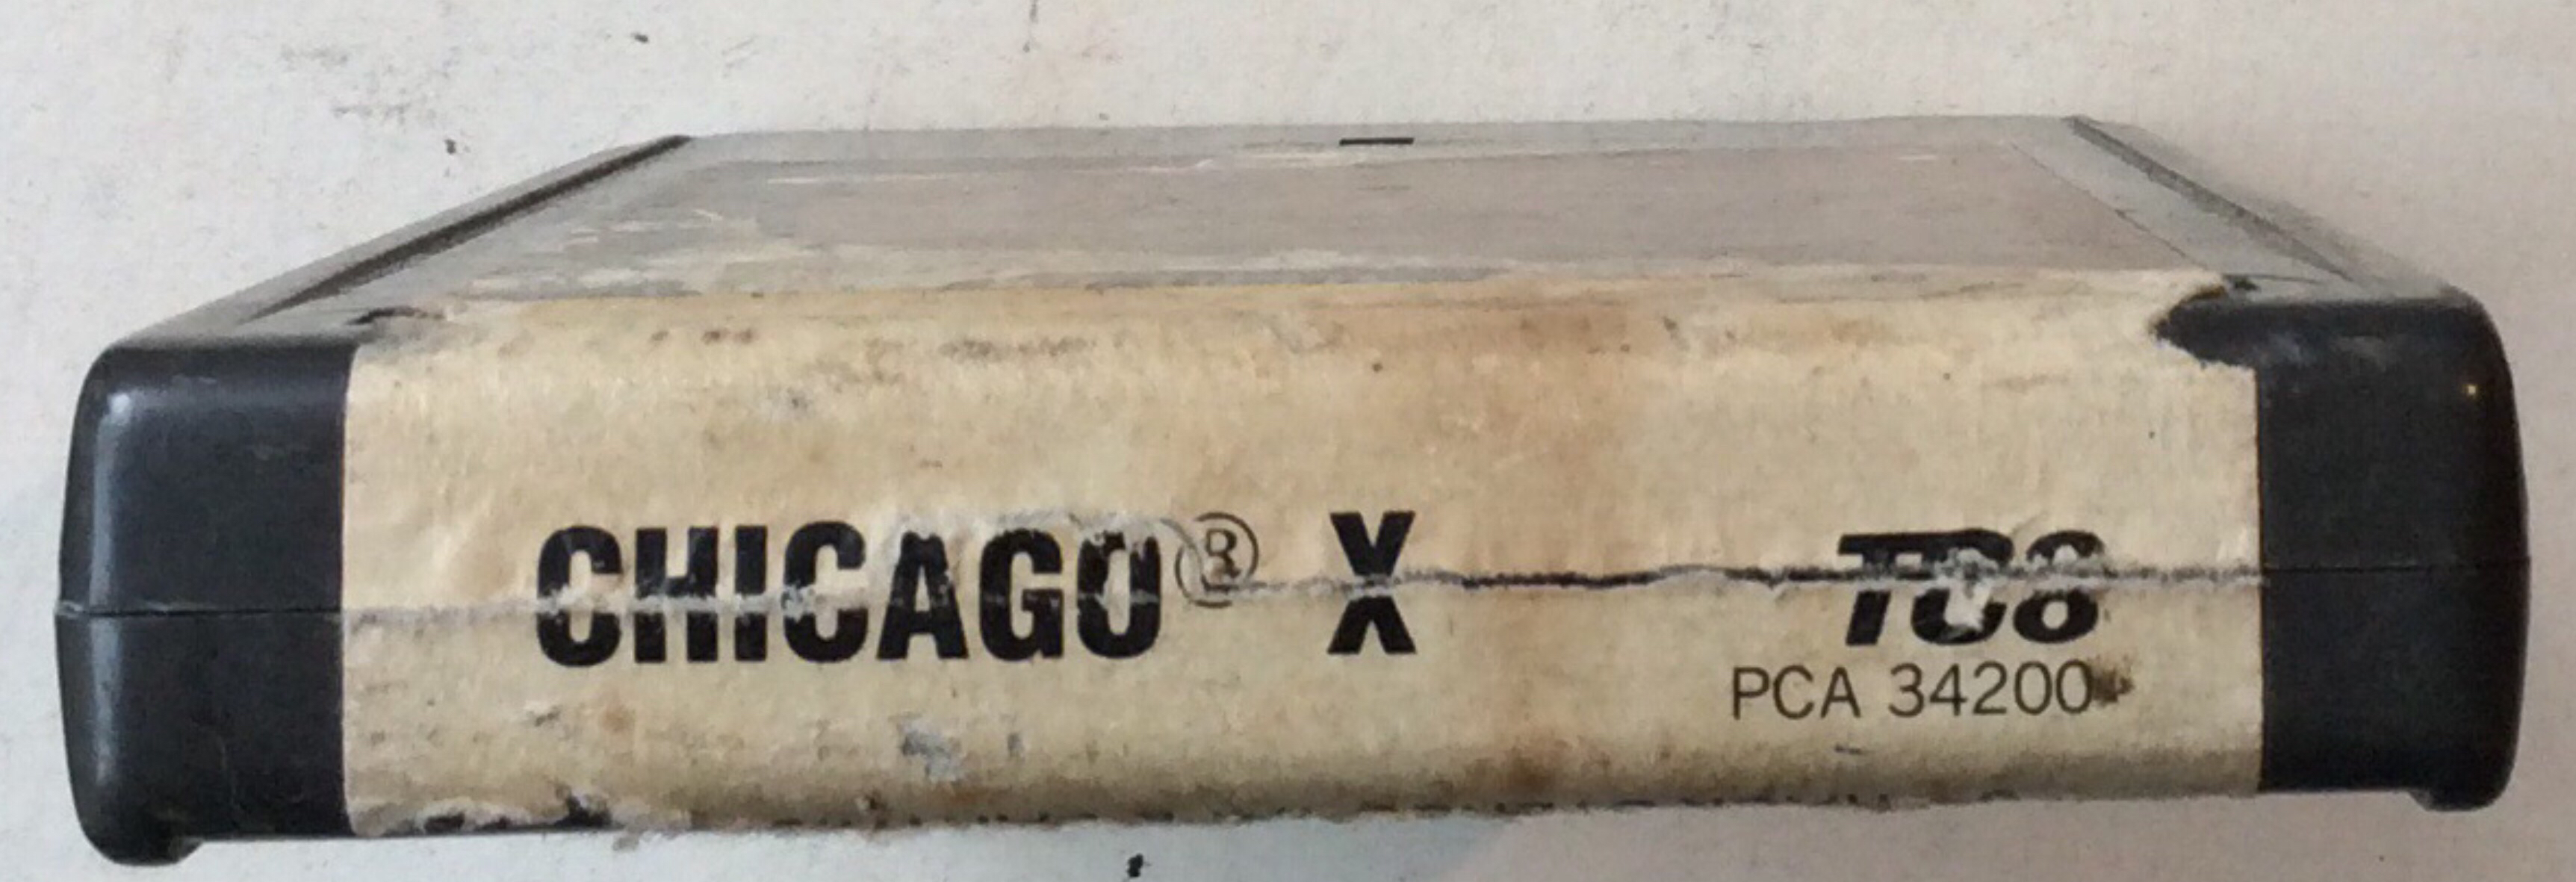 CHICAGO® X
TC8
PCA 34200